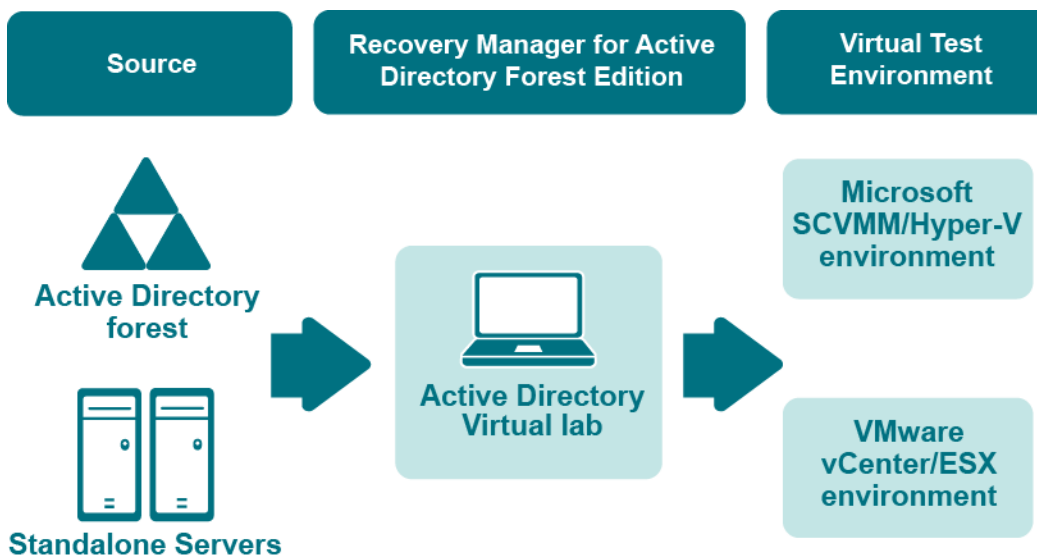 Source
Recovery Manager for Active
Directory Forest Edition
Virtual Test
Environment
Active Directory
forest
Standalone Servers
Active Directory
Virtual lab
Microsoft
SCVMM/Hyper-V
environment
VMware
vCenter/ESX
environment